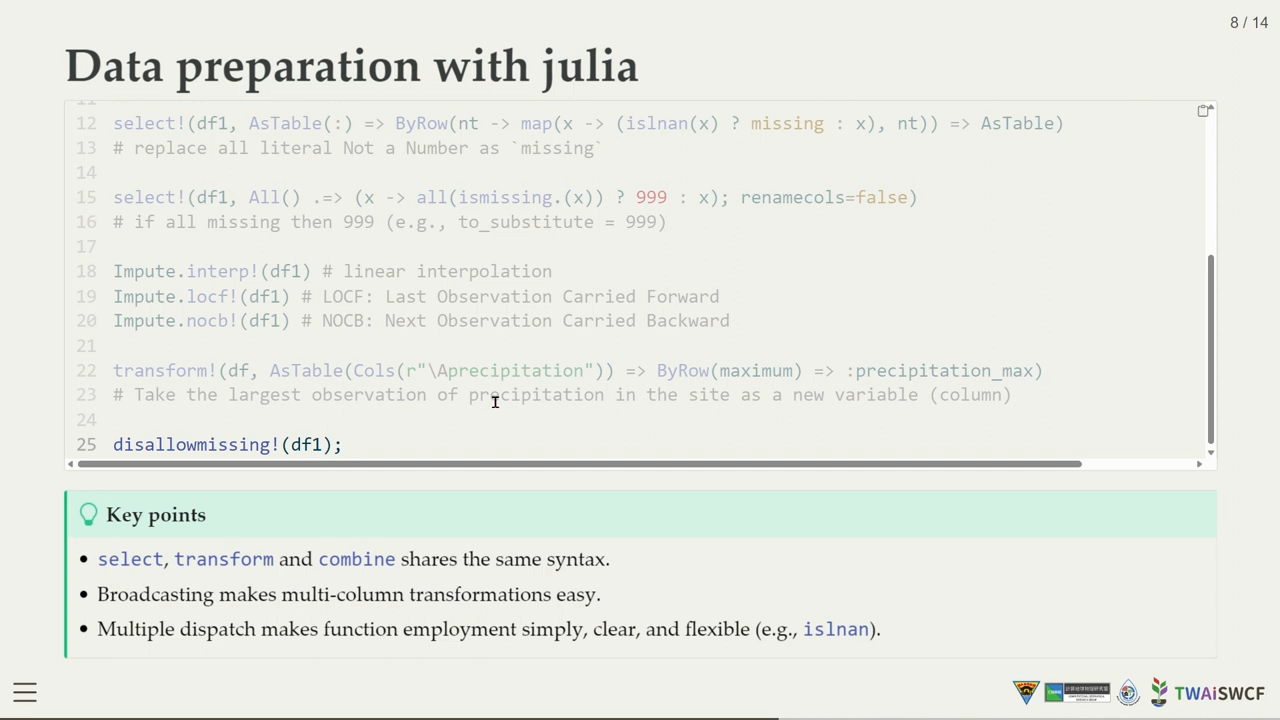 8 / 14
Data preparation with julia
11
12 select!(df1, AsTable(:) => ByRow(nt -> map(x -> (islnan(x) ? missing : x), nt)) => AsTable)
13 # replace all literal Not a Number as `missing`
14
15 select!(df1, All() .=> (x -> all(ismissing.(x)) ? 999 : x); renamecols=false)
16 # if all missing then 999 (e.g., to_substitute = 999)
17
18 Impute.interp!(df1) # linear interpolation
19 Impute.locf!(df1) # LOCF: Last Observation Carried Forward
20 Impute.nocb!(df1) # NOCB: Next Observation Carried Backward
21
22 transform!(df, AsTable(Cols(r"\Aprecipitation")) => ByRow(maximum) => :precipitation_max)
23 # Take the largest observation of precipitation in the site as a new variable (column)
24
25 disallowmissing!(df1);
Key points
• select, transform and combine shares the same syntax.
• Broadcasting makes multi-column transformations easy.
• Multiple dispatch makes function employment simply, clear, and flexible (e.g., islnan).
TWAiSWCF